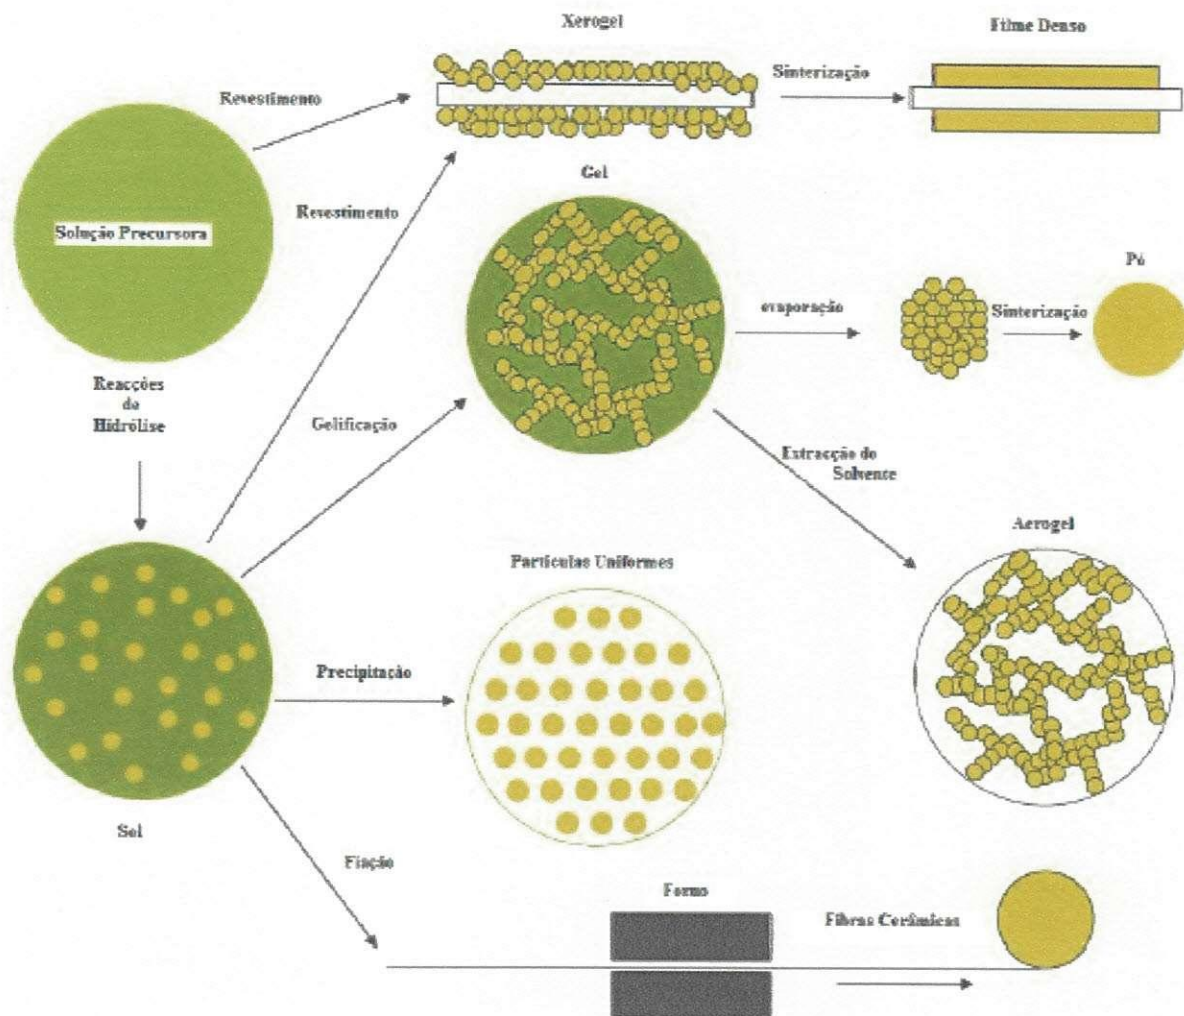 Xerogel
Filme Denso
Revestimento
Sinterização
Solução Precursora
Revestimento
Gel
Pó
evaporação
Sinterização
Reacções
de
Hidrólise
Gelificação
Extracção do
Solvente
Aerogel
Partículas Uniformes
Precipitação
Sol
Fiação
Forno
Fibras Cerâmicas